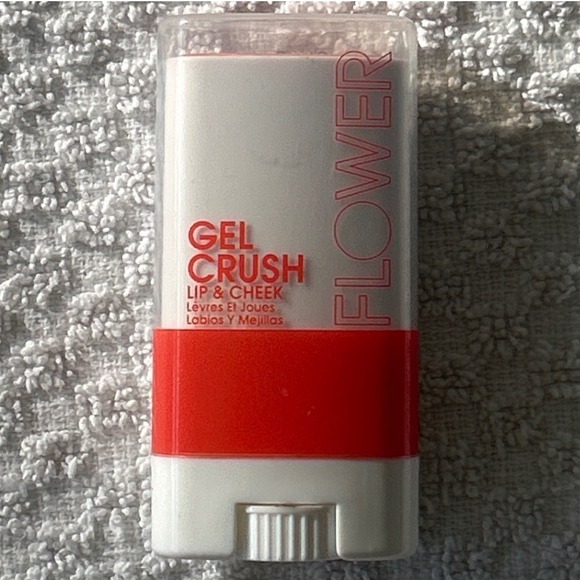 FLOWER
GEL
CRUSH
LIP & CHEEK
Lèvres Et Joues
Labios Y Mejillas